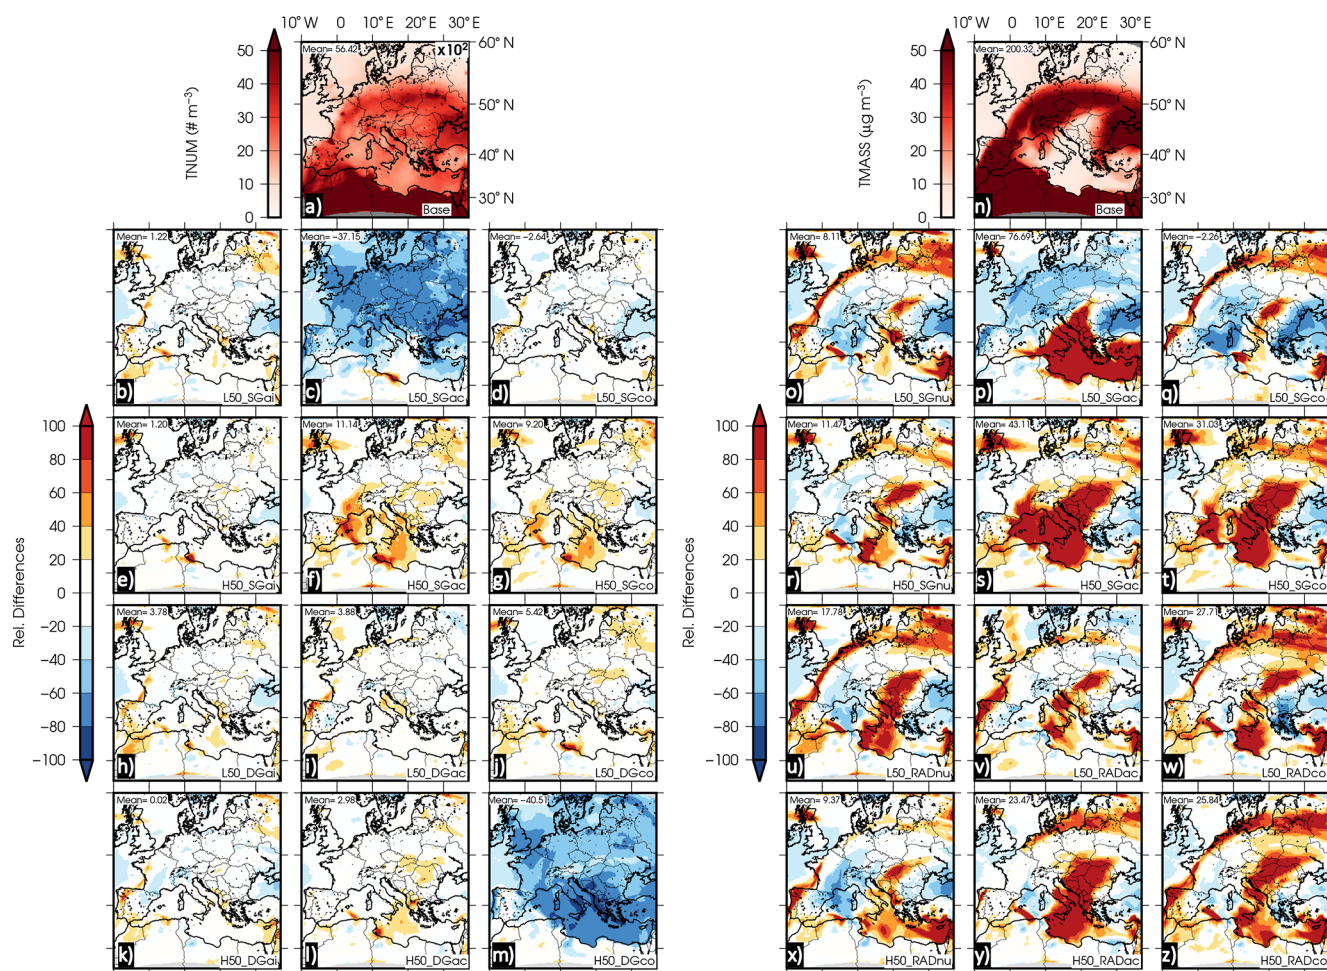 10° W 0 10° E 20° E 30° E
10° W 0 10° E 20° E 30° E
50
40
30
20
10
0
TNUM (# m−3)
Mean= 56.42
x10²
a)
Base
60° N
50° N
40° N
30° N
50
40
30
20
10
0
TMASS (μg m−3)
Mean= 200.32
n)
Base
60° N
50° N
40° N
30° N
Mean= 1.22
b)
L50_SGai
Mean= −37.15
c)
L50_SGac
Mean= −2.64
d)
L50_SGco
Mean= 8.11
o)
L50_SGnu
Mean= 76.69
p)
L50_SGac
Mean= −2.26
q)
L50_SGco
Rel. Differences
100
80
60
40
20
0
−20
−40
−60
−80
−100
Mean= 1.20
e)
H50_SGai
Mean= 11.14
f)
H50_SGac
Mean= 9.20
g)
H50_SGco
Rel. Differences
100
80
60
40
20
0
−20
−40
−60
−80
−100
Mean= 11.47
r)
H50_SGnu
Mean= 43.11
s)
H50_SGac
Mean= 31.03
t)
H50_SGco
Mean= 3.78
h)
L50_DGai
Mean= 3.88
i)
L50_DGac
Mean= 5.42
j)
L50_DGco
Mean= 17.78
u)
L50_RADnu
v)
L50_RADac
Mean= 27.71
w)
L50_RADco
Mean= 0.02
k)
H50_DGai
Mean= 2.98
l)
H50_DGac
Mean= −40.51
m)
H50_DGco
Mean= 9.37
x)
H50_RADnu
Mean= 23.47
y)
H50_RADac
Mean= 25.84
z)
H50_RADco